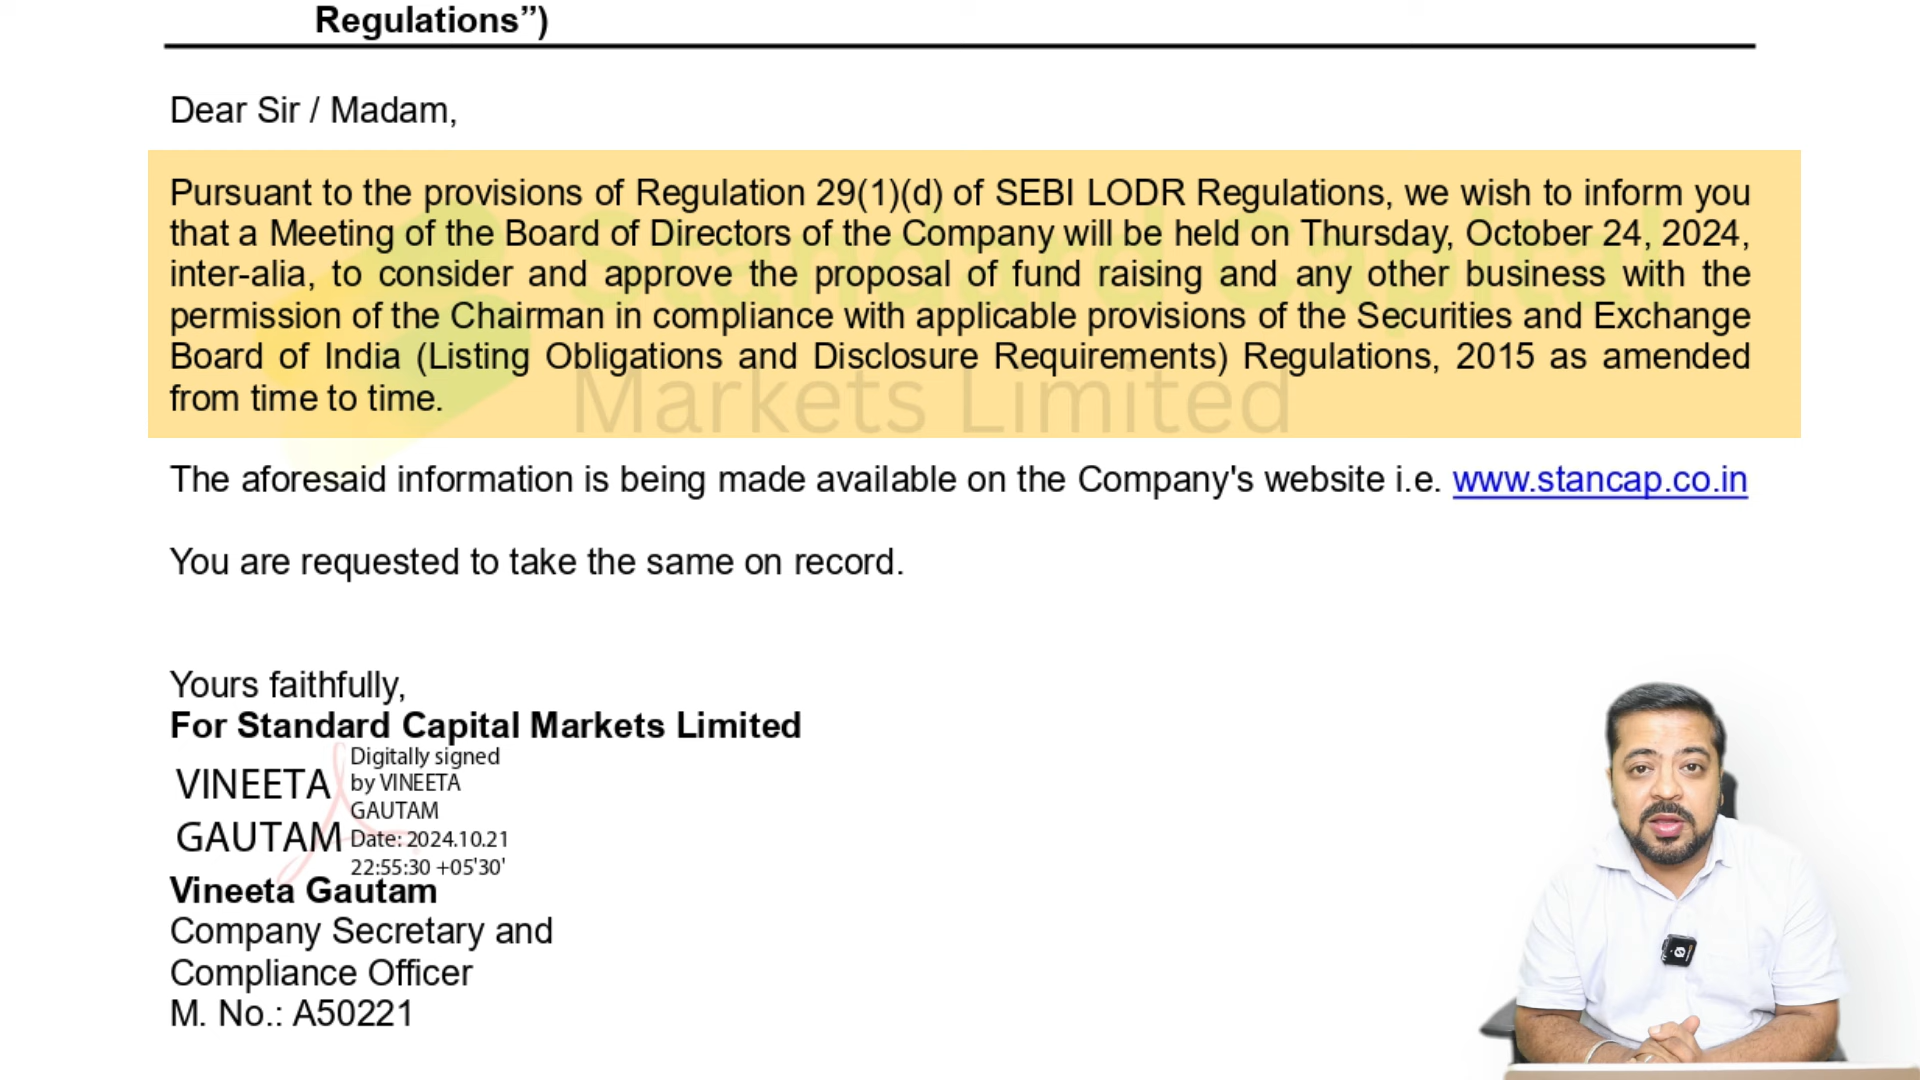 Regulations”)
Dear Sir / Madam,
Pursuant to the provisions of Regulation 29(1)(d) of SEBI LODR Regulations, we wish to inform you
that a Meeting of the Board of Directors of the Company will be held on Thursday, October 24, 2024,
inter-alia, to consider and approve the proposal of fund raising and any other business with the
permission of the Chairman in compliance with applicable provisions of the Securities and Exchange
Board of India (Listing Obligations and Disclosure Requirements) Regulations, 2015 as amended
from time to time.
Standard Capital
Markets Limited
The aforesaid information is being made available on the Company's website i.e. www.stancap.co.in
You are requested to take the same on record.
Yours faithfully,
For Standard Capital Markets Limited
VINEETA
GAUTAM
Digitally signed
by VINEETA
GAUTAM
Date: 2024.10.21
22:55:30 +05'30'
Vineeta Gautam
Company Secretary and
Compliance Officer
M. No.: A50221